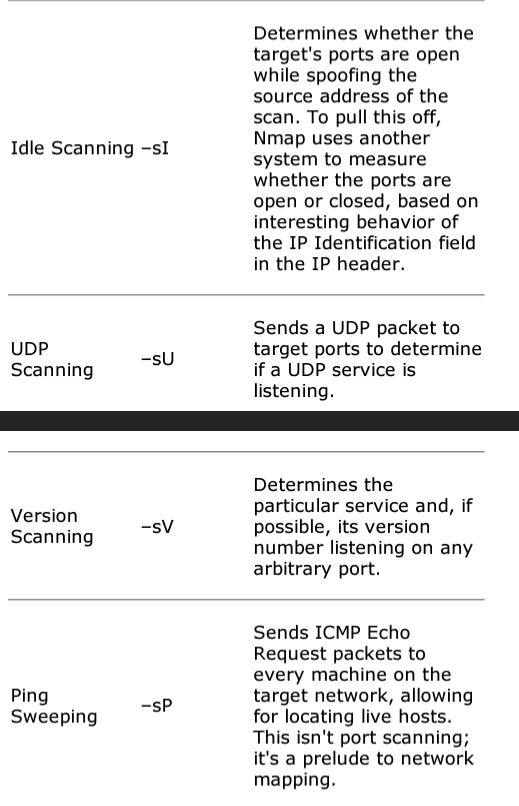 Determines whether the
target's ports are open
while spoofing the
source address of the
scan. To pull this off,
Idle Scanning –sI Nmap uses another
system to measure
whether the ports are
open or closed, based on
interesting behavior of
the IP Identification field
in the IP header.
UDP
Scanning
–sU
Sends a UDP packet to
target ports to determine
if a UDP service is
listening.
Version
Scanning
–sV
Determines the
particular service and, if
possible, its version
number listening on any
arbitrary port.
Ping
Sweeping
–sP
Sends ICMP Echo
Request packets to
every machine on the
target network, allowing
for locating live hosts.
This isn't port scanning;
it's a prelude to network
mapping.